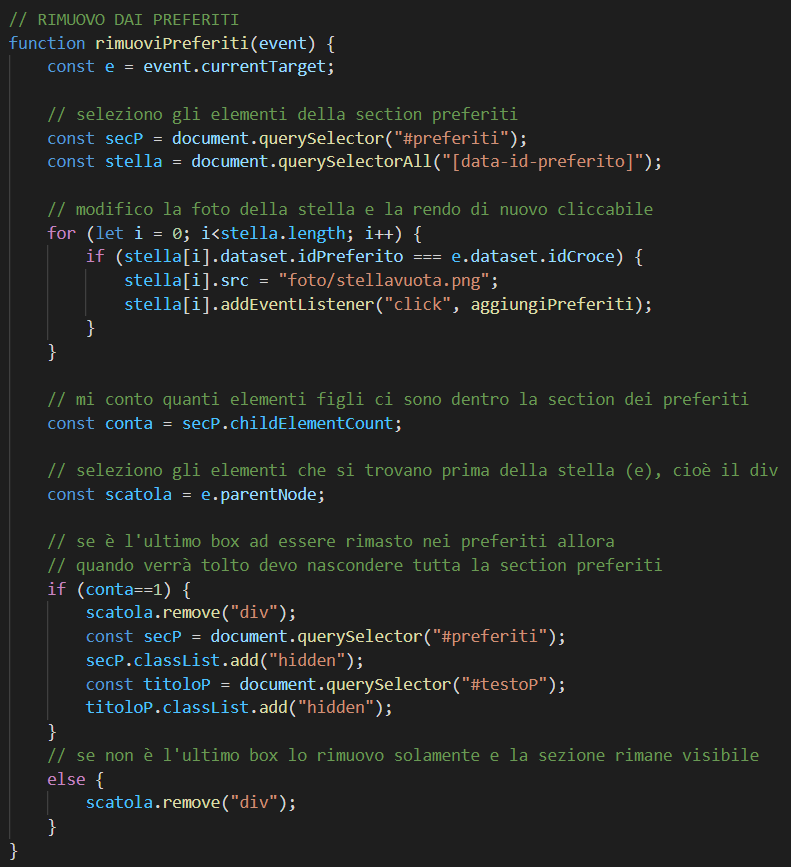 // RIMUOVO DAI PREFERITI
function rimuoviPreferiti(event) {
    const e = event.currentTarget;

    // seleziono gli elementi della section preferiti
    const secP = document.querySelector("#preferiti");
    const stella = document.querySelectorAll("[data-id-preferito]");

    // modifico la foto della stella e la rendo di nuovo cliccabile
    for (let i = 0; i<stella.length; i++) {
        if (stella[i].dataset.idPreferito === e.dataset.idCroce) {
            stella[i].src = "foto/stellavuota.png";
            stella[i].addEventListener("click", aggiungiPreferiti);
        }
    }

    // mi conto quanti elementi figli ci sono dentro la section dei preferiti
    const conta = secP.childElementCount;

    // seleziono gli elementi che si trovano prima della stella (e), cioè il div
    const scatola = e.parentNode;

    // se è l'ultimo box ad essere rimasto nei preferiti allora
    // quando verrà tolto devo nascondere tutta la section preferiti
    if (conta==1) {
        scatola.remove("div");
        const secP = document.querySelector("#preferiti");
        secP.classList.add("hidden");
        const titoloP = document.querySelector("#testoP");
        titoloP.classList.add("hidden");
    }
    // se non è l'ultimo box lo rimuovo solamente e la sezione rimane visibile
    else {
        scatola.remove("div");
    }
}